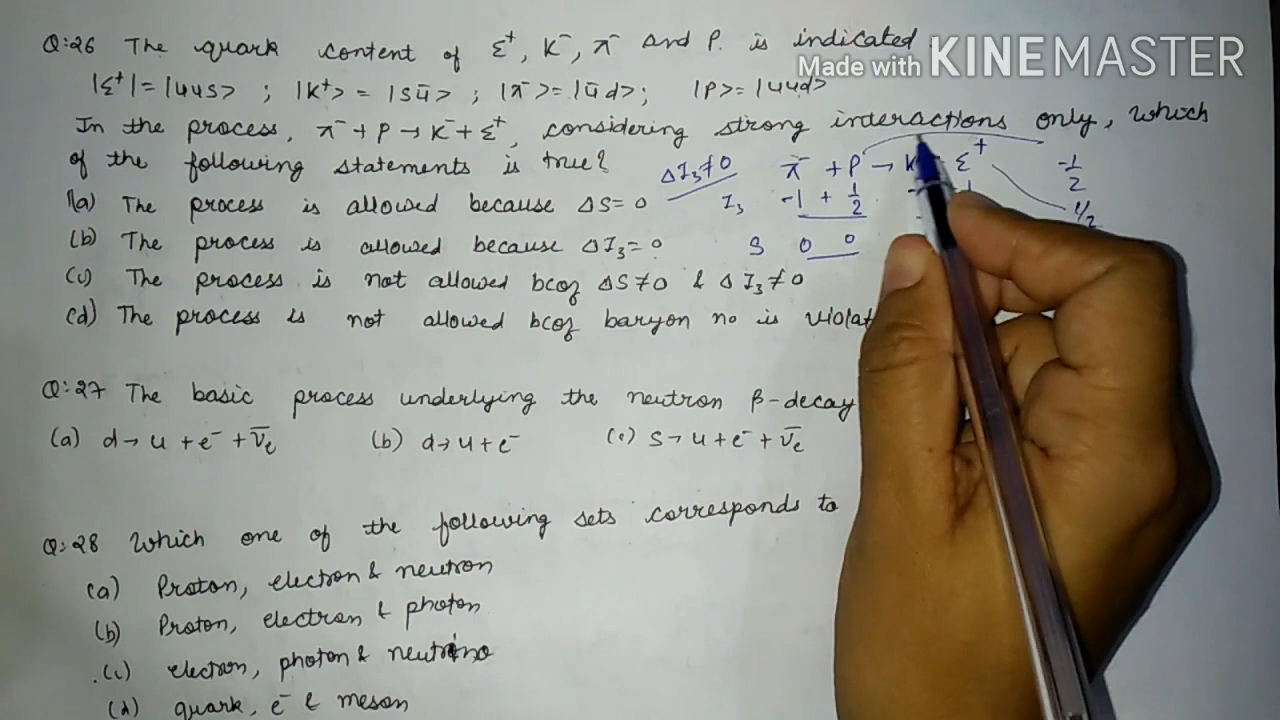 Q:26 The quark content of Σ⁺, K⁻, π⁻ and P. is indicated
Made with KINEMASTER
|Σ⁺|=|uus> ; |K⁺> = |sū> ; |π⁻>=|ūd>; |P>=|uud>
In the process, π⁻+P→K⁻+Σ⁺, considering strong interactions only, which
of the following statements is true?
ΔI₃≠0 π⁻ + P → K Σ⁺ -1/2
(a) The process is allowed because ΔS=0
I₃ -1 + 1/2 1/2
(b) The process is allowed because ΔI₃=0
S 0 0
(c) The process is not allowed bcoz ΔS≠0 & ΔI₃≠0
(d) The process is not allowed bcoz baryon no is violat
Q:27 The basic process underlying the neutron β-decay
(a) d→u+e⁻+ν̄e (b) d→u+e⁻ (c) s→u+e⁻+ν̄e
Q:28 Which one of the following sets corresponds to
(a) Proton, electron & neutron
(b) Proton, electron & photon
(c) electron, photon & neutrino
(d) quark, e⁻ & meson